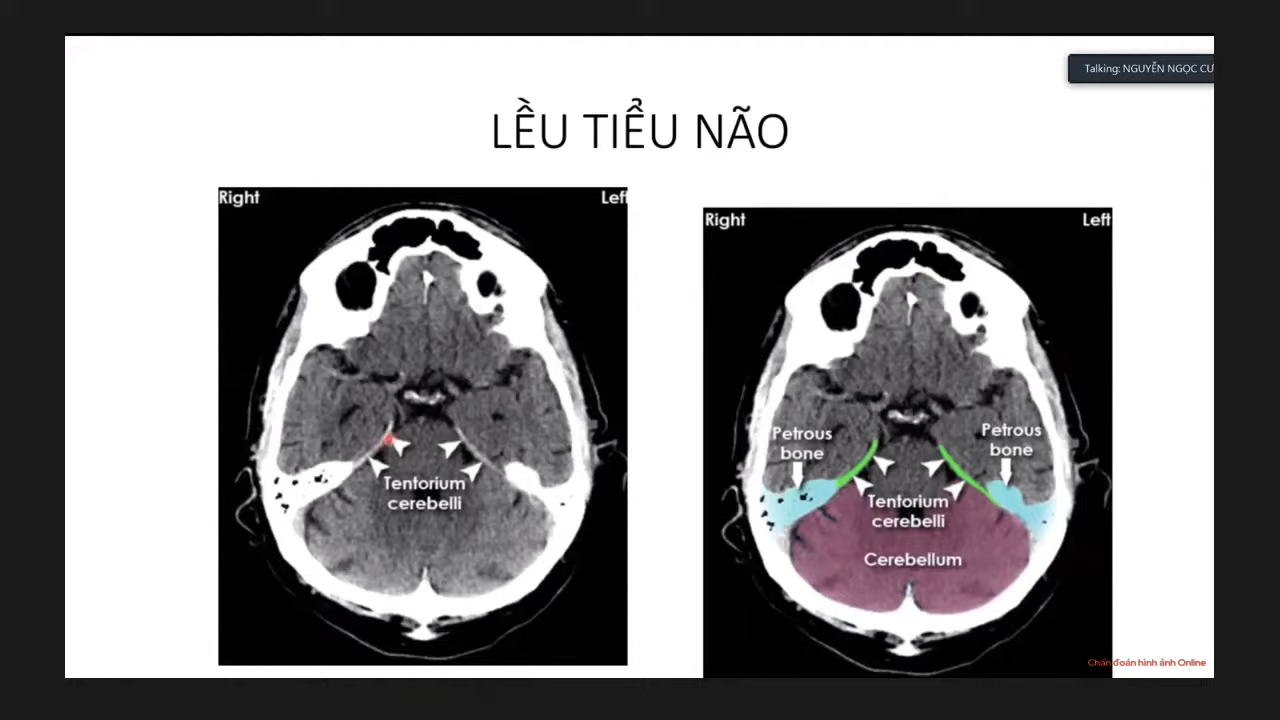 Talking: NGUYỄN NGỌC CƯ
LỀU TIỂU NÃO
Right
Left
Tentorium
cerebelli
Right
Left
Petrous
bone
Petrous
bone
Tentorium
cerebelli
Cerebellum
Chẩn đoán hình ảnh Online